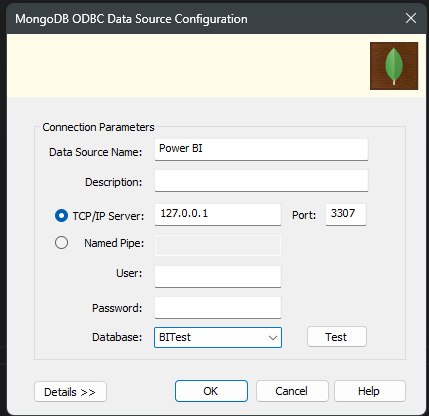 MongoDB ODBC Data Source Configuration
Connection Parameters
Data Source Name: Power BI
Description:
TCP/IP Server: 127.0.0.1 Port: 3307
Named Pipe:
User:
Password:
Database: BITest Test
Details >> OK Cancel Help